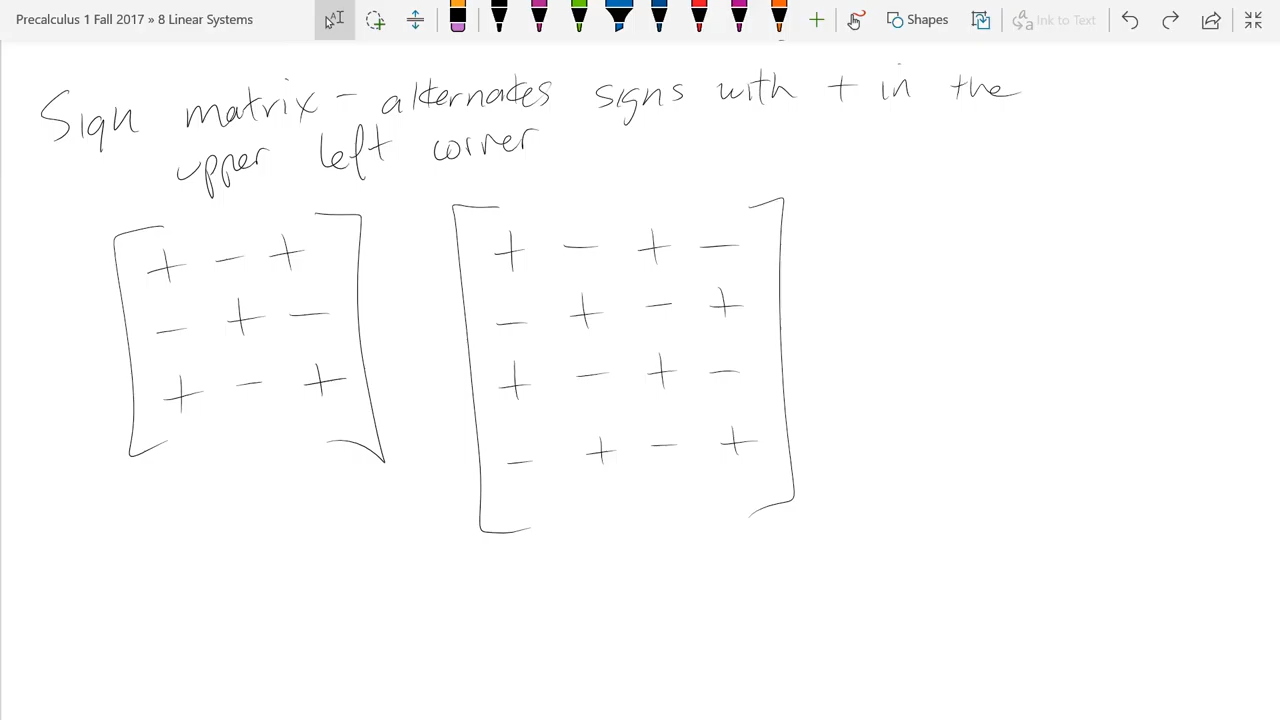 Precalculus 1 Fall 2017 » 8 Linear Systems
Shapes
Ink to Text
Sign matrix - alternates signs with + in the
upper left corner
+ - +
- + -
+ - +
+ - + -
- + - +
+ - + -
- + - +